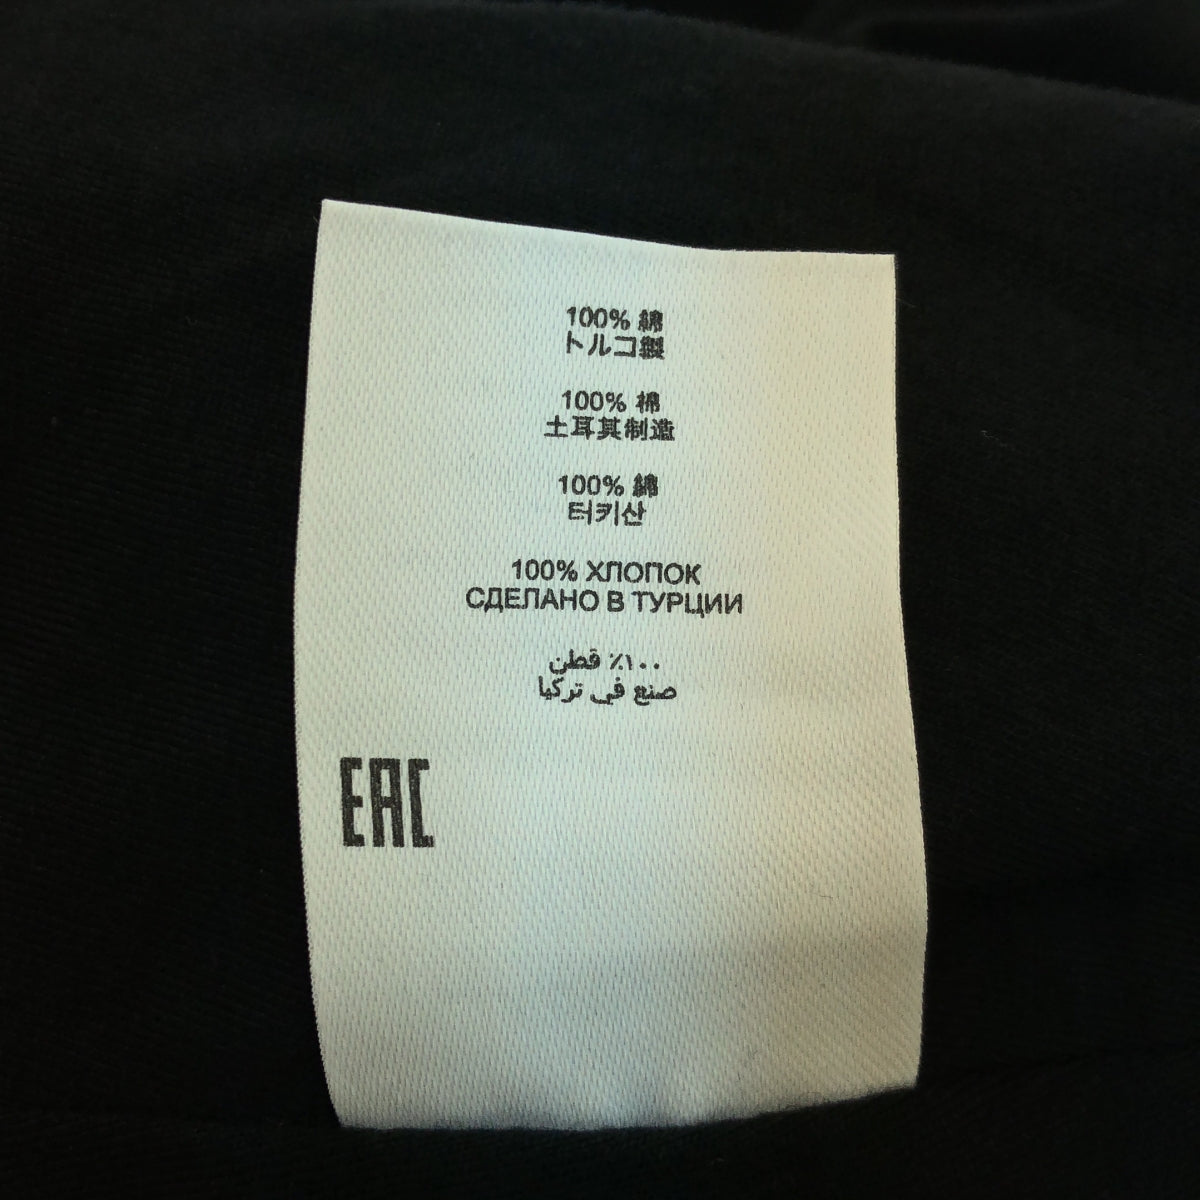 100% 綿
トルコ製
100% 棉
土耳其制造
100% 綿
터키산
100% ХЛОПОК
СДЕЛАНО В ТУРЦИИ
١٠٠٪ قطن
صنع في تركيا
EAC